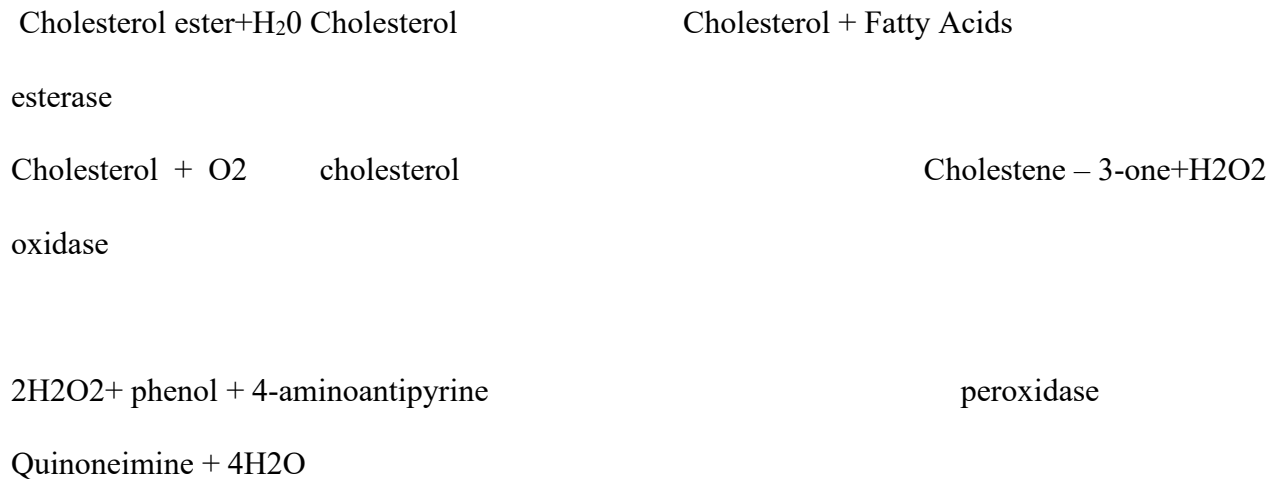 Cholesterol ester+H₂0 Cholesterol Cholesterol + Fatty Acids
esterase
Cholesterol + O2 cholesterol Cholestene – 3-one+H2O2
oxidase
2H2O2+ phenol + 4-aminoantipyrine peroxidase
Quinoneimine + 4H2O